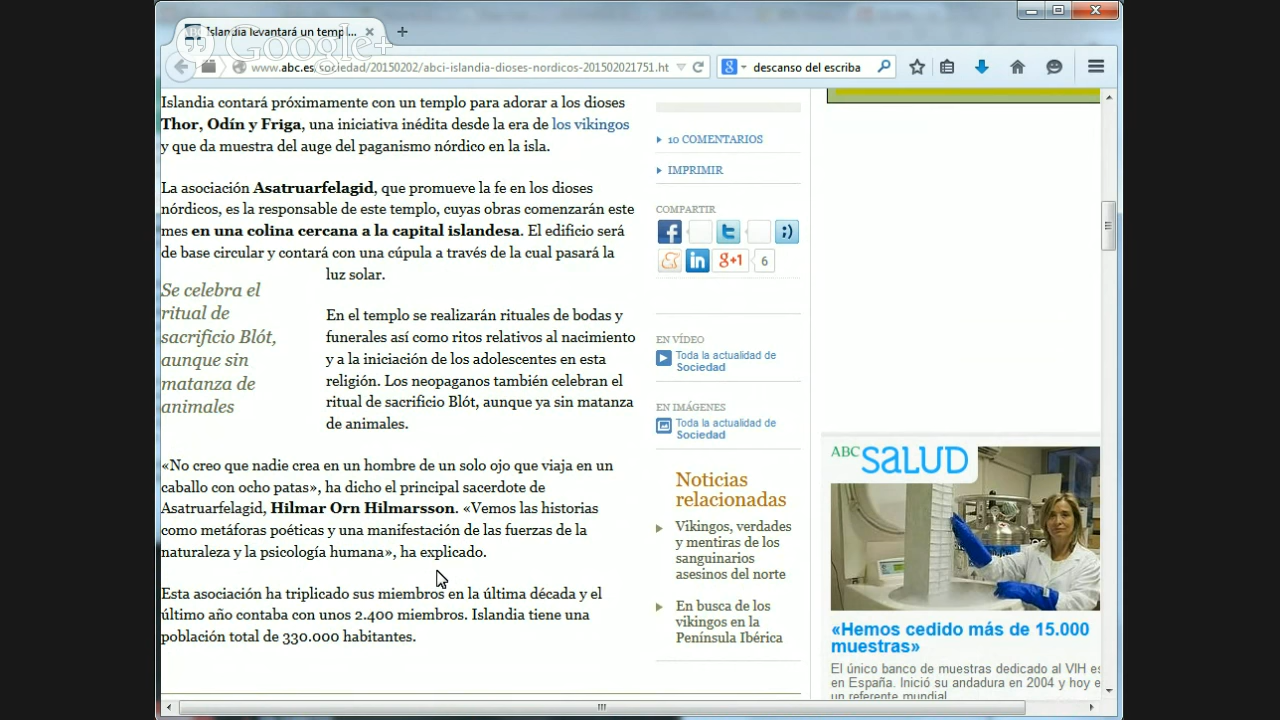 Islandia levantará un templ...
Google+
www.abc.es/sociedad/20150202/abci-islandia-dioses-nordicos-201502021751.ht
descanso del escriba
Islandia contará próximamente con un templo para adorar a los dioses
Thor, Odín y Friga, una iniciativa inédita desde la era de los vikingos
y que da muestra del auge del paganismo nórdico en la isla.
La asociación Asatruarfelagid, que promueve la fe en los dioses
nórdicos, es la responsable de este templo, cuyas obras comenzarán este
mes en una colina cercana a la capital islandesa. El edificio será
de base circular y contará con una cúpula a través de la cual pasará la
luz solar.
Se celebra el
ritual de
sacrificio Blót,
aunque sin
matanza de
animales
En el templo se realizarán rituales de bodas y
funerales así como ritos relativos al nacimiento
y a la iniciación de los adolescentes en esta
religión. Los neopaganos también celebran el
ritual de sacrificio Blót, aunque ya sin matanza
de animales.
«No creo que nadie crea en un hombre de un solo ojo que viaja en un
caballo con ocho patas», ha dicho el principal sacerdote de
Asatruarfelagid, Hilmar Orn Hilmarsson. «Vemos las historias
como metáforas poéticas y una manifestación de las fuerzas de la
naturaleza y la psicología humana», ha explicado.
Esta asociación ha triplicado sus miembros en la última década y el
último año contaba con unos 2.400 miembros. Islandia tiene una
población total de 330.000 habitantes.
10 COMENTARIOS
IMPRIMIR
COMPARTIR
g+1 6
EN VÍDEO
Toda la actualidad de
Sociedad
EN IMÁGENES
Toda la actualidad de
Sociedad
Noticias
relacionadas
Vikingos, verdades
y mentiras de los
sanguinarios
asesinos del norte
En busca de los
vikingos en la
Península Ibérica
ABC SALUD
«Hemos cedido más de 15.000
muestras»
El único banco de muestras dedicado al VIH es
en España. Inició su andadura en 2004 y hoy e
un referente mundial